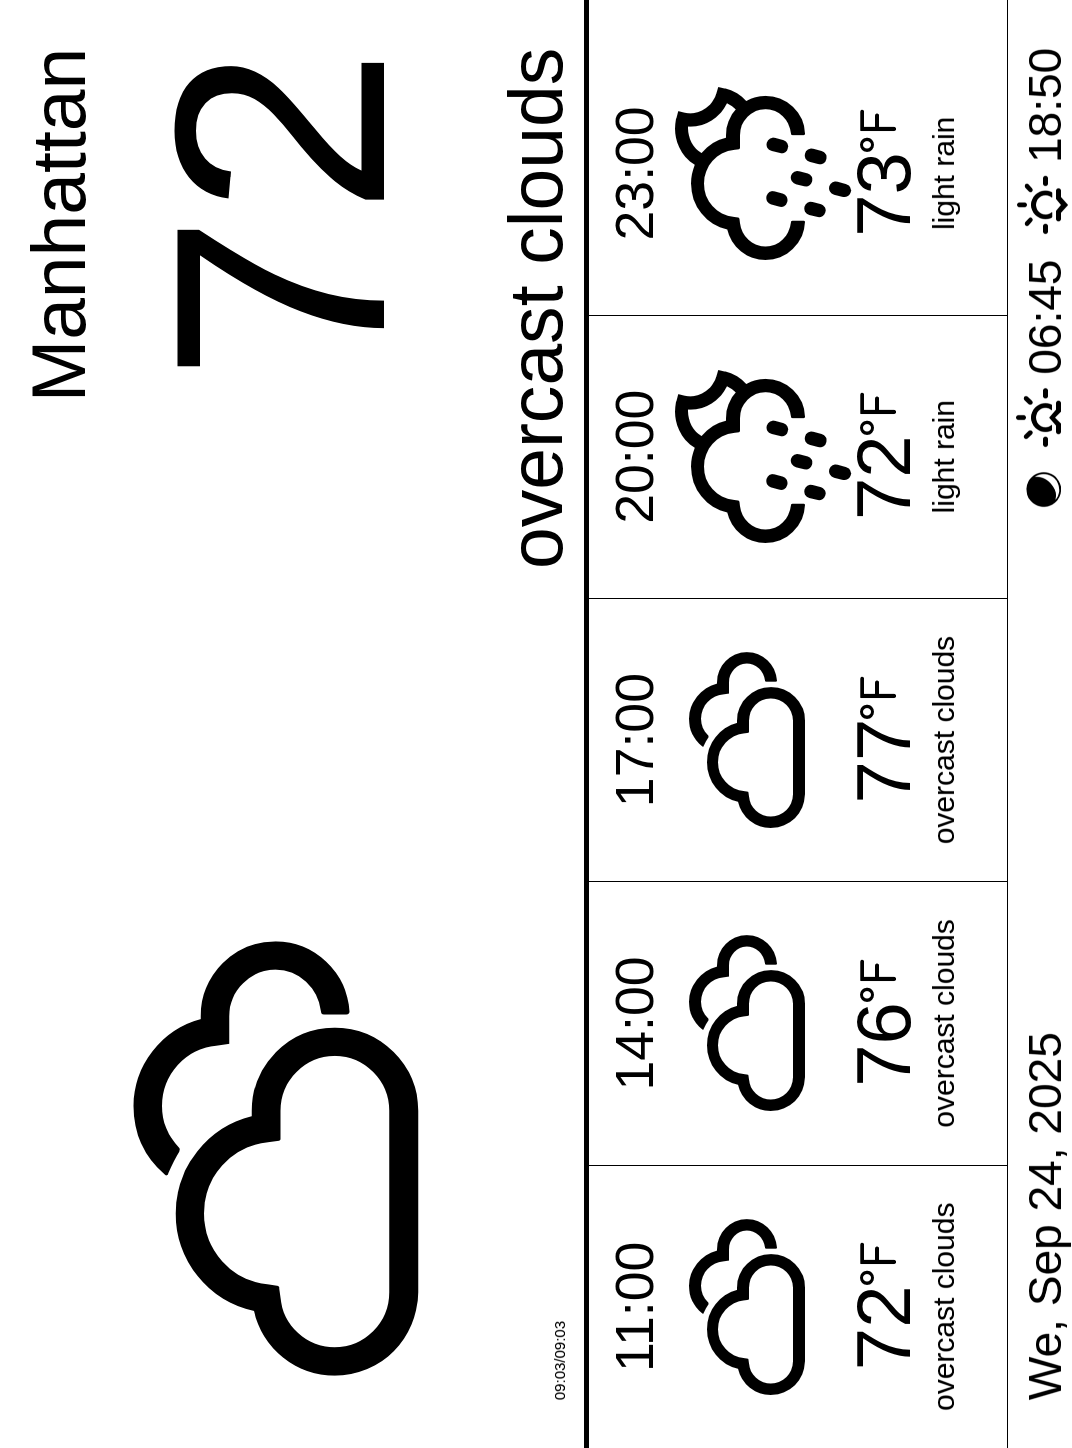 Manhattan
72
overcast clouds
09:03/09:03
11:00 14:00 17:00 20:00 23:00
72°F 76°F 77°F 72°F 73°F
overcast clouds overcast clouds overcast clouds light rain light rain
We, Sep 24, 2025 06:45 18:50